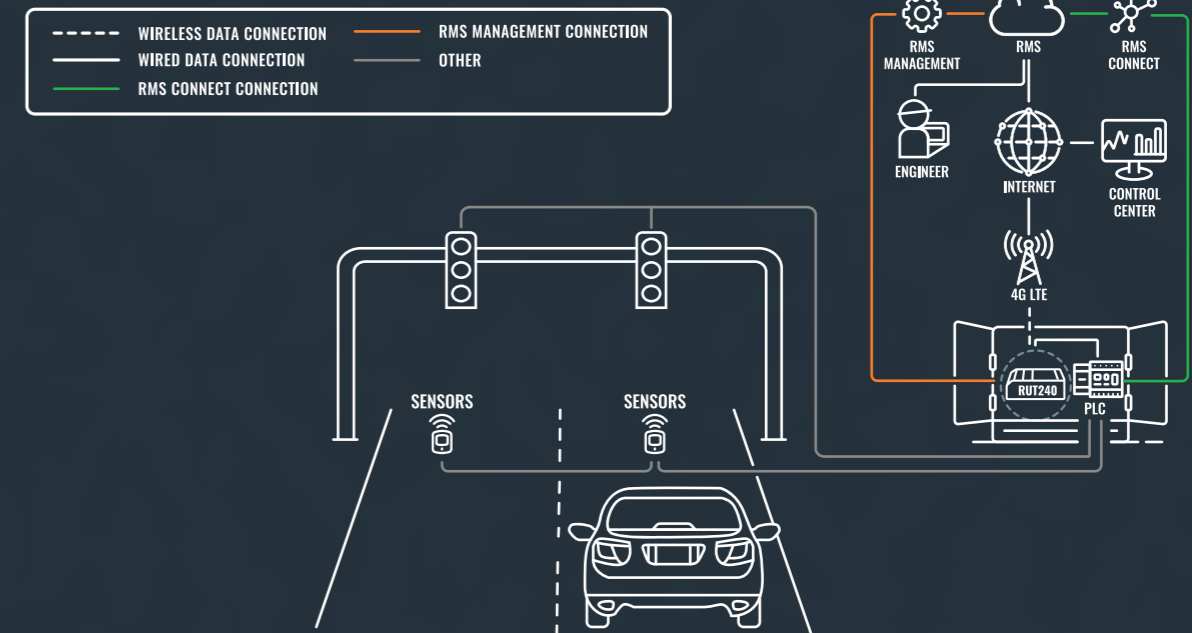 WIRELESS DATA CONNECTION
RMS MANAGEMENT CONNECTION
WIRED DATA CONNECTION
OTHER
RMS CONNECT CONNECTION
RMS
MANAGEMENT
RMS
RMS
CONNECT
ENGINEER
INTERNET
CONTROL
CENTER
4G LTE
RUT240
PLC
SENSORS
SENSORS